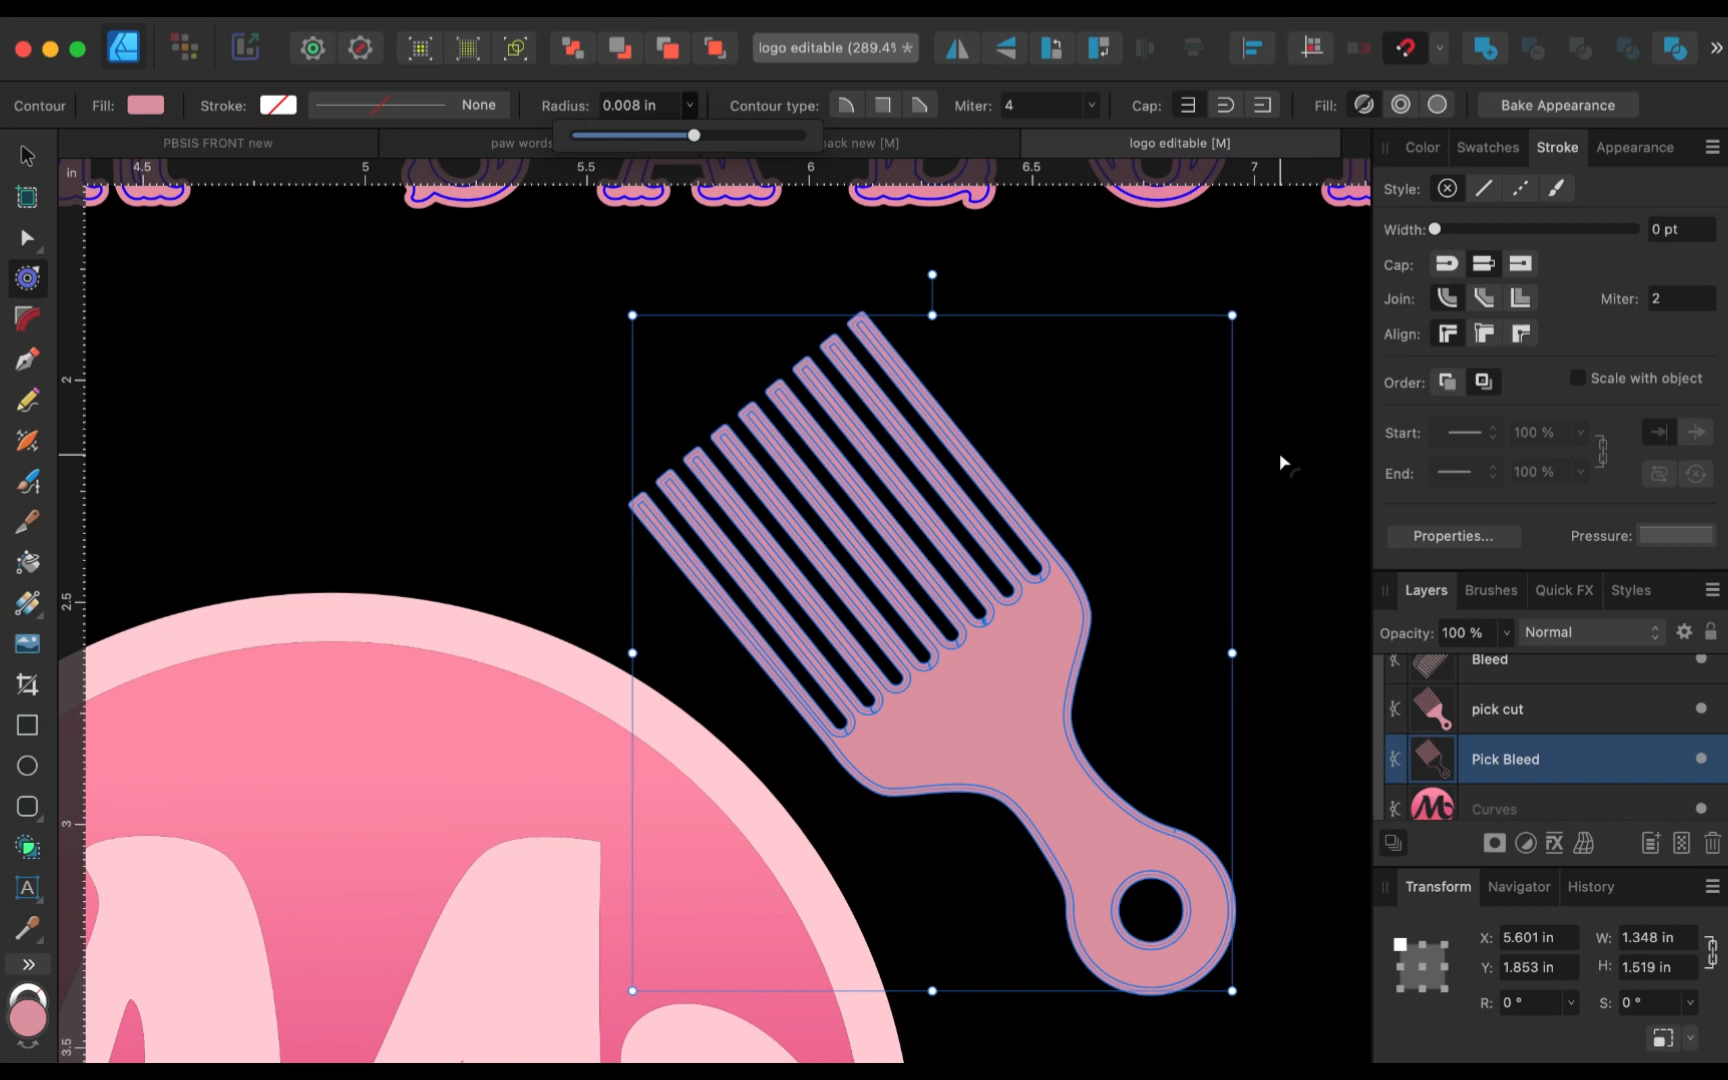 logo editable (289.4% *
Contour
Fill:
Stroke:
None
Radius: 0.008 in
Contour type:
Miter: 4
Cap:
Fill:
Bake Appearance
PBSIS FRONT new
paw words
back new [M]
logo editable [M]
in
4.5
5
5.5
6
6.5
7
2
2.5
3
3.5
Color
Swatches
Stroke
Appearance
Style:
Width:
0 pt
Cap:
Join:
Miter: 2
Align:
Order:
Scale with object
Start:
100 %
End:
100 %
Properties...
Pressure:
Layers
Brushes
Quick FX
Styles
Opacity: 100 %
Normal
Bleed
pick cut
Pick Bleed
Curves
Transform
Navigator
History
X: 5.601 in
W: 1.348 in
Y: 1.853 in
H: 1.519 in
R: 0 °
S: 0 °